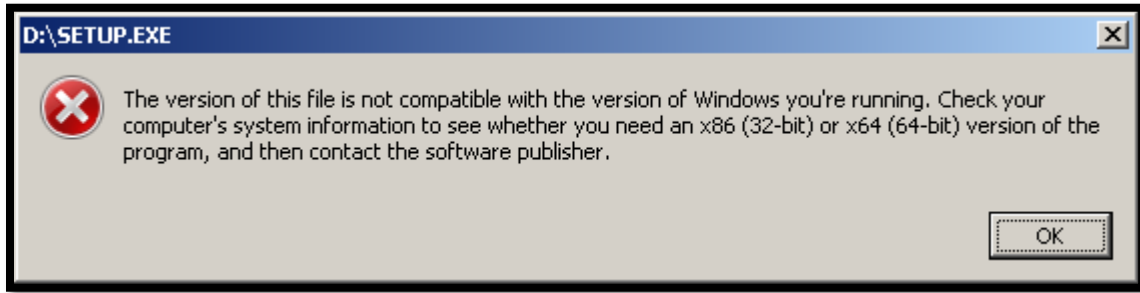 D:\SETUP.EXE
The version of this file is not compatible with the version of Windows you're running. Check your
computer's system information to see whether you need an x86 (32-bit) or x64 (64-bit) version of the
program, and then contact the software publisher.
OK